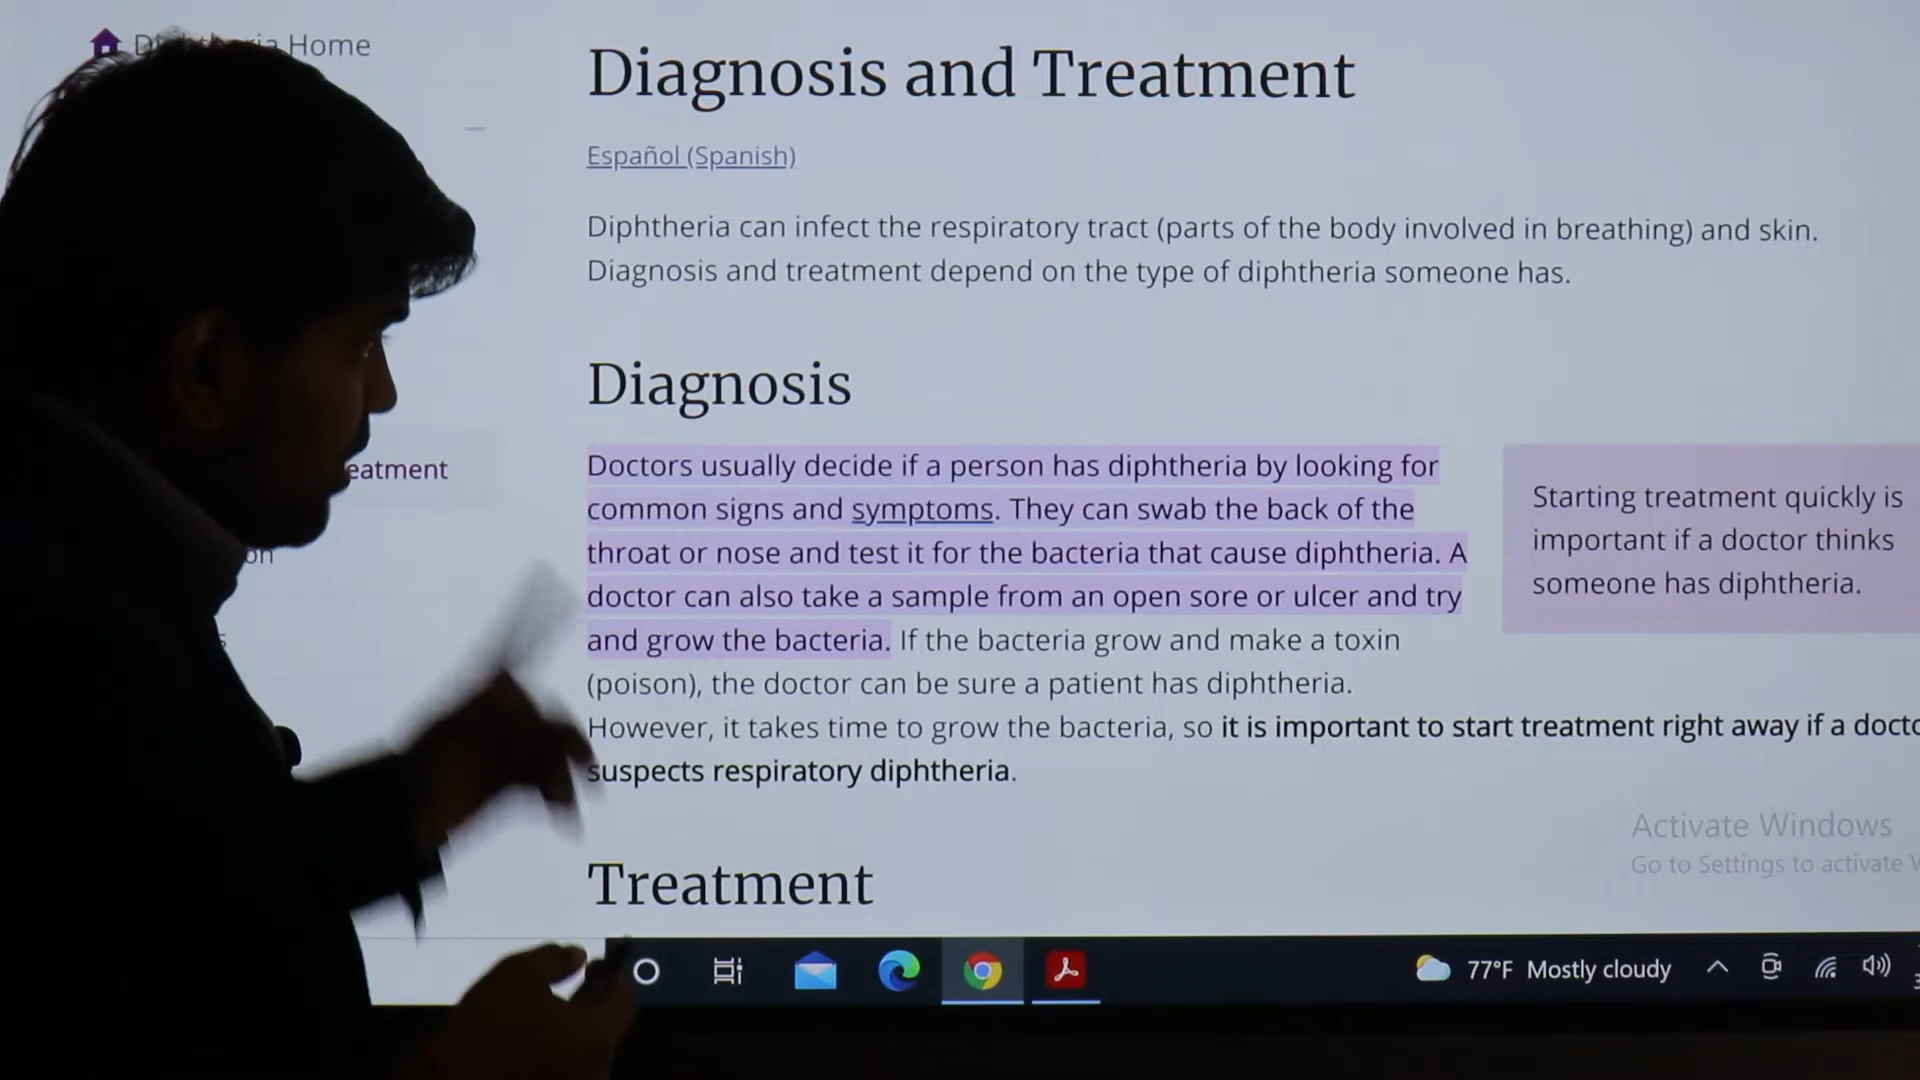 Home
Diagnosis and Treatment
Español (Spanish)
Diphtheria can infect the respiratory tract (parts of the body involved in breathing) and skin.
Diagnosis and treatment depend on the type of diphtheria someone has.
Diagnosis
eatment
Doctors usually decide if a person has diphtheria by looking for
common signs and symptoms. They can swab the back of the
throat or nose and test it for the bacteria that cause diphtheria. A
doctor can also take a sample from an open sore or ulcer and try
and grow the bacteria. If the bacteria grow and make a toxin
(poison), the doctor can be sure a patient has diphtheria.
However, it takes time to grow the bacteria, so it is important to start treatment right away if a docto
suspects respiratory diphtheria.
Starting treatment quickly is
important if a doctor thinks
someone has diphtheria.
on
s
Treatment
Activate Windows
Go to Settings to activate
77°F Mostly cloudy